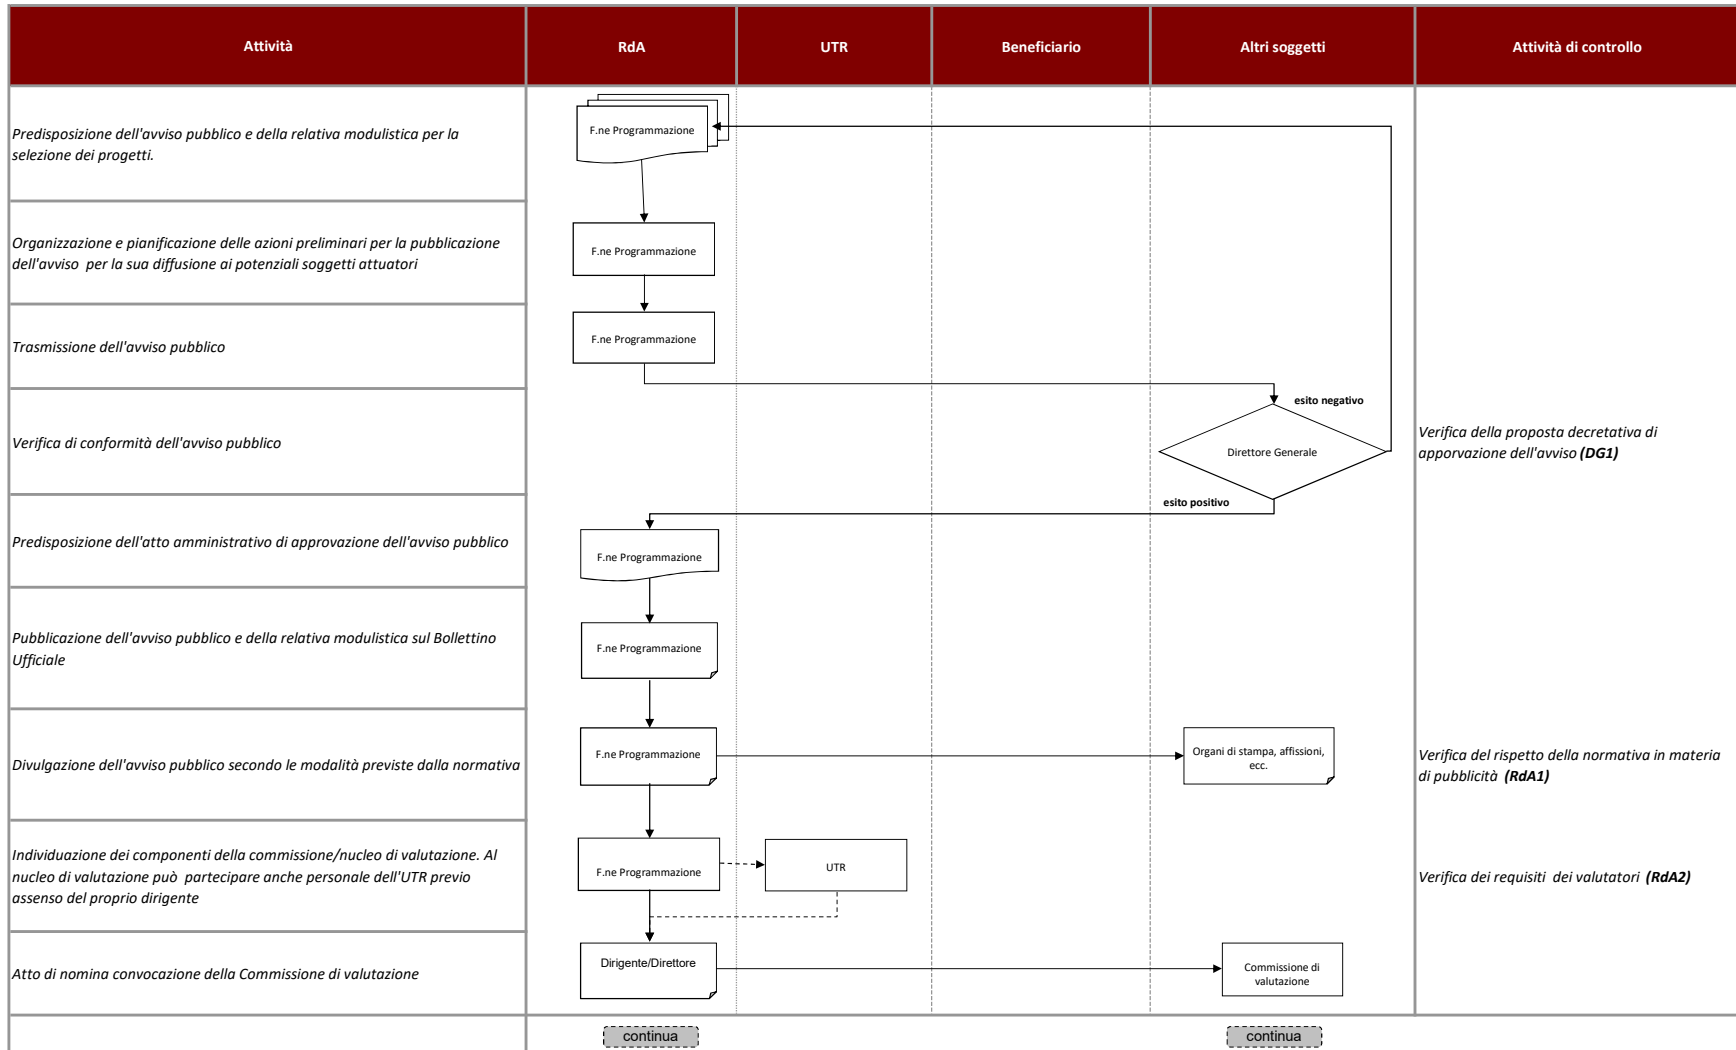 Attività
RdA
UTR
Beneficiario
Altri soggetti
Attività di controllo
Predisposizione dell'avviso pubblico e della relativa modulistica per la
selezione dei progetti.
F.ne Programmazione
Organizzazione e pianificazione delle azioni preliminari per la pubblicazione
dell'avviso per la sua diffusione ai potenziali soggetti attuatori
F.ne Programmazione
Trasmissione dell'avviso pubblico
F.ne Programmazione
esito negativo
Verifica di conformità dell'avviso pubblico
Direttore Generale
Verifica della proposta decretativa di
apporvazione dell'avviso (DG1)
esito positivo
Predisposizione dell'atto amministrativo di approvazione dell'avviso pubblico
F.ne Programmazione
Pubblicazione dell'avviso pubblico e della relativa modulistica sul Bollettino
Ufficiale
F.ne Programmazione
Divulgazione dell'avviso pubblico secondo le modalità previste dalla normativa
F.ne Programmazione
Organi di stampa, affissioni,
ecc.
Verifica del rispetto della normativa in materia
di pubblicità (RdA1)
Individuazione dei componenti della commissione/nucleo di valutazione. Al
nucleo di valutazione può partecipare anche personale dell'UTR previo
assenso del proprio dirigente
F.ne Programmazione
UTR
Verifica dei requisiti dei valutatori (RdA2)
Atto di nomina convocazione della Commissione di valutazione
Dirigente/Direttore
Commissione di
valutazione
continua
continua